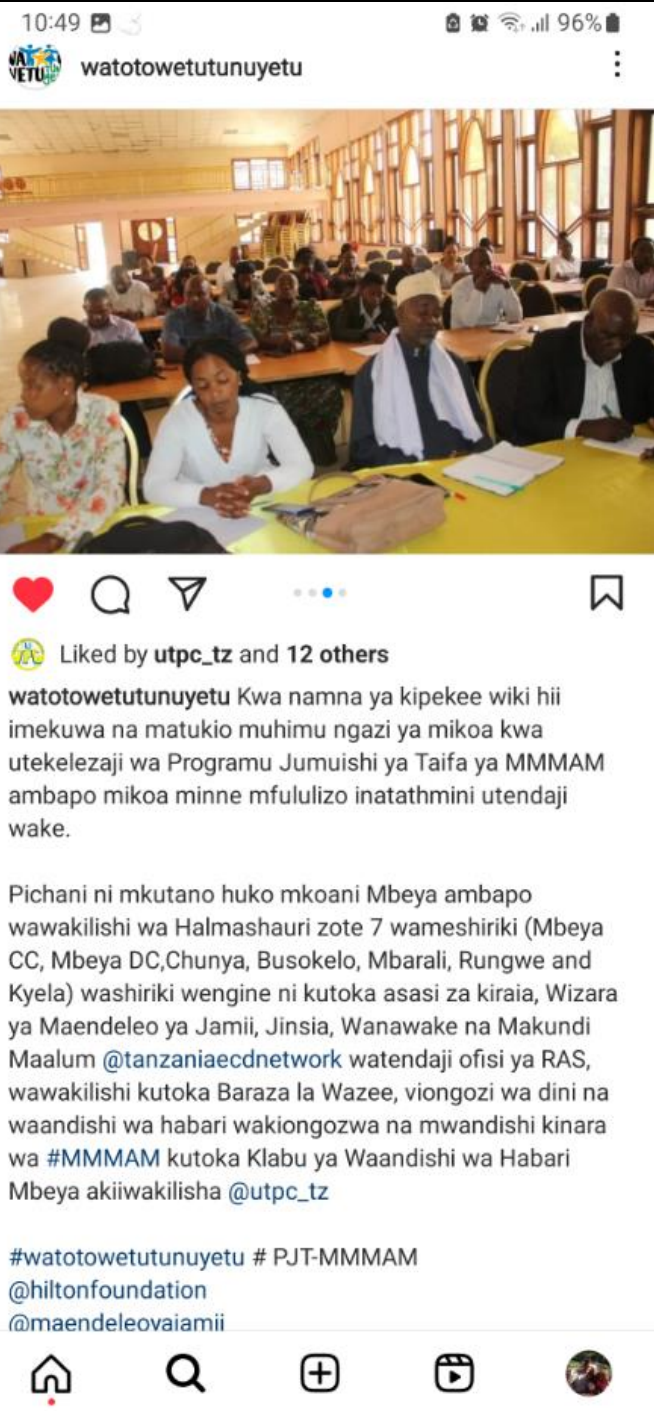 10:49
96%
watotowetutunuyetu
Liked by utpc_tz and 12 others
watotowetutunuyetu Kwa namna ya kipekee wiki hii
imekuwa na matukio muhimu ngazi ya mikoa kwa
utekelezaji wa Programu Jumuishi ya Taifa ya MMMAM
ambapo mikoa minne mfululizo inatathmini utendaji
wake.
Pichani ni mkutano huko mkoani Mbeya ambapo
wawakilishi wa Halmashauri zote 7 wameshiriki (Mbeya
CC, Mbeya DC,Chunya, Busokelo, Mbarali, Rungwe and
Kyela) washiriki wengine ni kutoka asasi za kiraia, Wizara
ya Maendeleo ya Jamii, Jinsia, Wanawake na Makundi
Maalum @tanzaniaecdnetwork watendaji ofisi ya RAS,
wawakilishi kutoka Baraza la Wazee, viongozi wa dini na
waandishi wa habari wakiongozwa na mwandishi kinara
wa #MMMAM kutoka Klabu ya Waandishi wa Habari
Mbeya akiiwakilisha @utpc_tz
#watotowetutunuyetu # PJT-MMMAM
@hiltonfoundation
@maendeleoyajamii